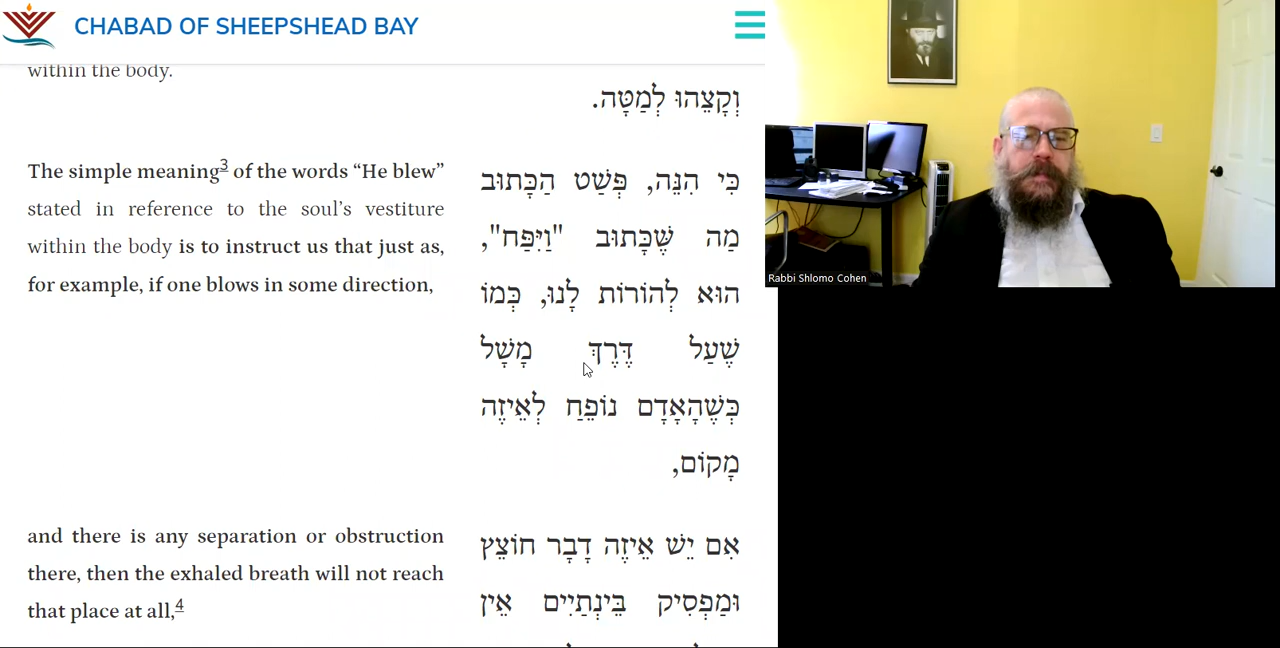 CHABAD OF SHEEPSHEAD BAY
within the body.
וְקָצֵהוּ לְמַטָּה.
The simple meaning3 of the words “He blew”
stated in reference to the soul’s vestiture
within the body is to instruct us that just as,
for example, if one blows in some direction,
כִּי הִנֵּה, פְּשַׁט הַכָּתוּב
מַה שֶּׁכָּתוּב "וַיִּפַּח",
הוּא לְהוֹרוֹת לָנוּ, כְּמוֹ
שֶׁעַל דֶּרֶךְ מָשָׁל
כְּשֶׁהָאָדָם נוֹפֵחַ לְאֵיזֶה
מָקוֹם,
and there is any separation or obstruction
there, then the exhaled breath will not reach
that place at all,4
אִם יֵשׁ אֵיזֶה דָּבָר חוֹצֵץ
וּמַפְסִיק בֵּינְתַיִים אֵין
Rabbi Shlomo Cohen